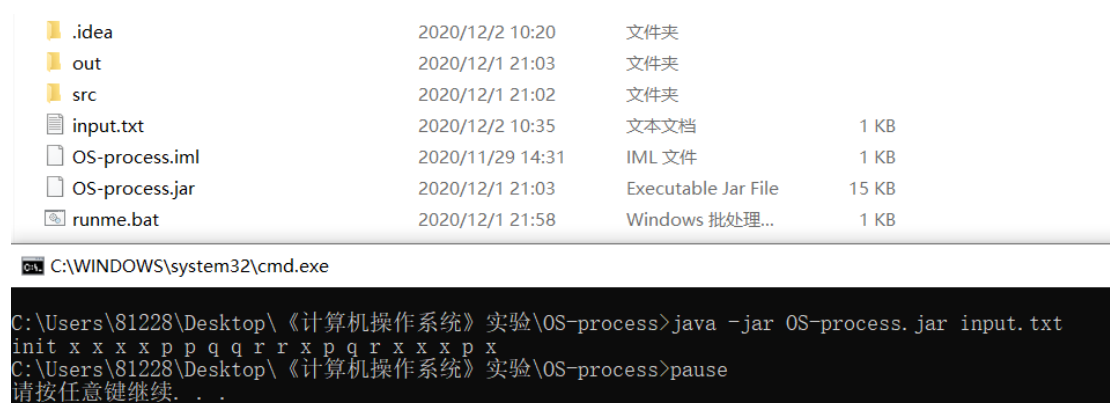 .idea 2020/12/2 10:20 文件夹
out 2020/12/1 21:03 文件夹
src 2020/12/1 21:02 文件夹
input.txt 2020/12/2 10:35 文本文档 1 KB
OS-process.iml 2020/11/29 14:31 IML 文件 1 KB
OS-process.jar 2020/12/1 21:03 Executable Jar File 15 KB
runme.bat 2020/12/1 21:58 Windows 批处理... 1 KB
C:\WINDOWS\system32\cmd.exe
C:\Users\81228\Desktop\《计算机操作系统》实验\OS-process>java -jar OS-process.jar input.txt
init x x x x p p q q r r x p q r x x x p x
C:\Users\81228\Desktop\《计算机操作系统》实验\OS-process>pause
请按任意键继续. . .